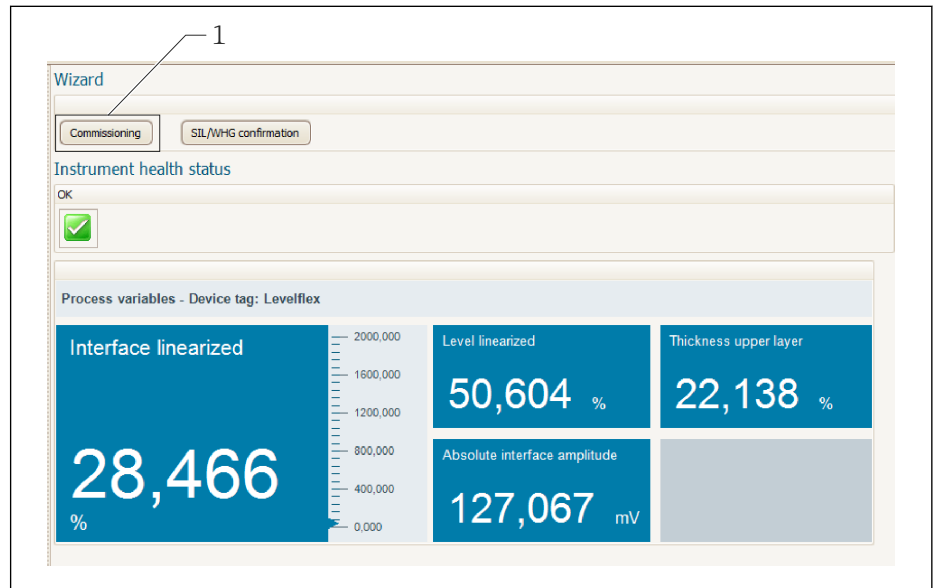 1
Wizard
Commissioning SIL/WHG confirmation
Instrument health status
OK
Process variables - Device tag: Levelflex
Interface linearized
28,466
%
2000,000
1600,000
1200,000
800,000
400,000
0,000
Level linearized
50,604 %
Thickness upper layer
22,138 %
Absolute interface amplitude
127,067 mV